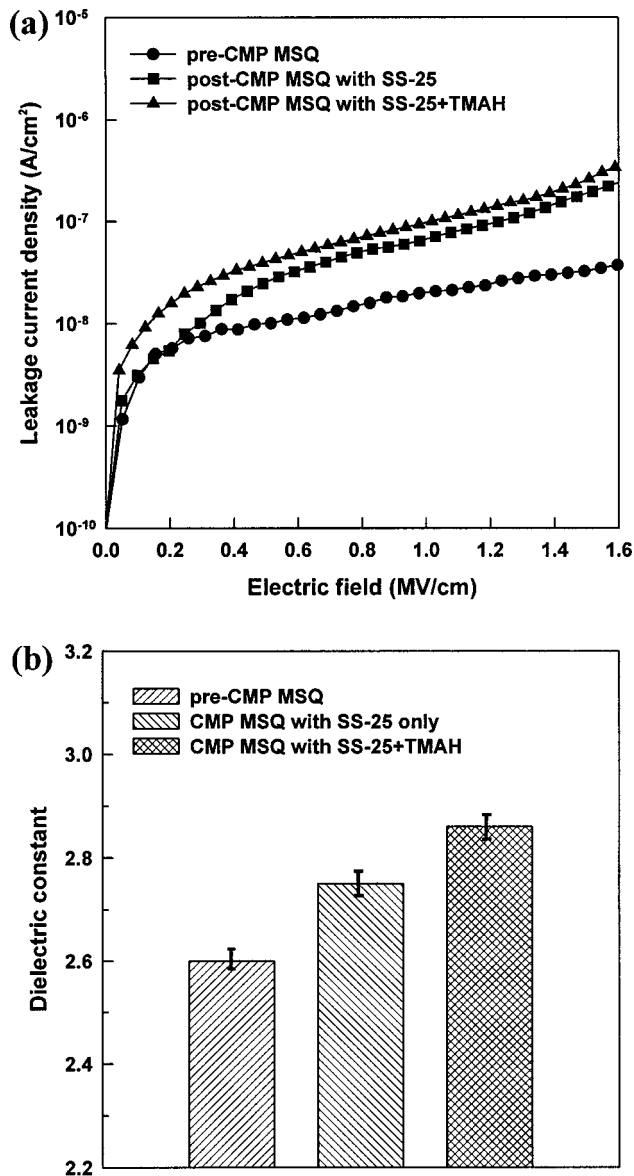 (a)
10⁻⁵
10⁻⁶
10⁻⁷
10⁻⁸
10⁻⁹
10⁻¹⁰
Leakage current density (A/cm²)
pre-CMP MSQ
post-CMP MSQ with SS-25
post-CMP MSQ with SS-25+TMAH
0.0 0.2 0.4 0.6 0.8 1.0 1.2 1.4 1.6
Electric field (MV/cm)
(b)
3.2
3.0
2.8
2.6
2.4
2.2
Dielectric constant
pre-CMP MSQ
CMP MSQ with SS-25 only
CMP MSQ with SS-25+TMAH